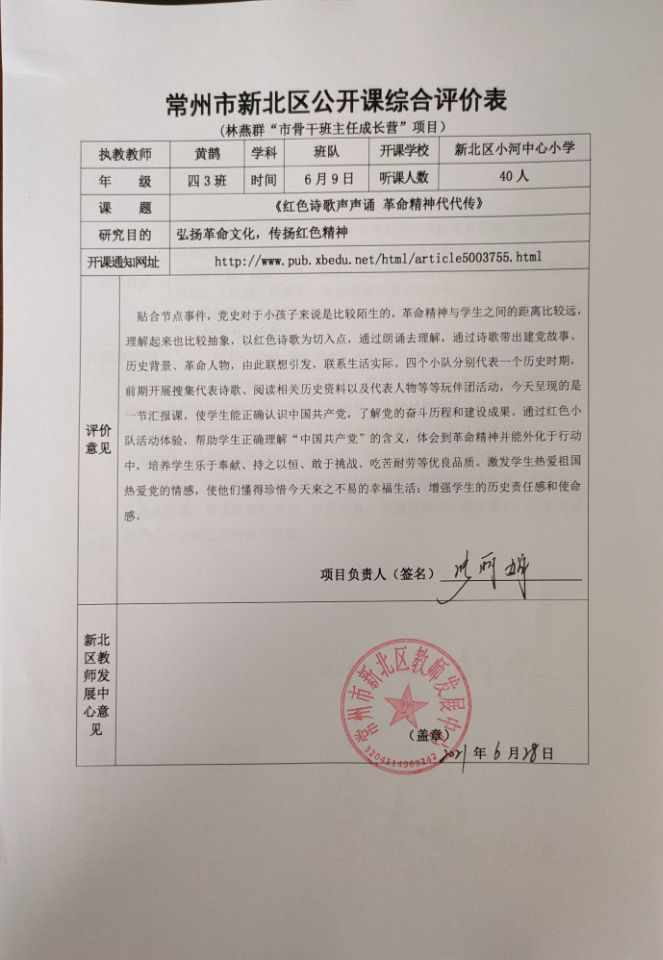 常州市新北区公开课综合评价表
(林燕群“市骨干班主任成长营”项目)
执教教师 黄鹊 学科 班队 开课学校 新北区小河中心小学
年 级 四3班 时间 6月9日 听课人数 40人
课 题 《红色诗歌声声诵 革命精神代代传》
研究目的 弘扬革命文化，传扬红色精神
开课通知网址 http://www.pub.xbedu.net/html/article5003755.html
评价
意见
贴合节点事件，党史对于小孩子来说是比较陌生的，革命精神与学生之间的距离比较远，
理解起来也比较抽象，以红色诗歌为切入点，通过朗诵去理解，通过诗歌带出建党故事、
历史背景、革命人物，由此联想引发，联系生活实际。四个小队分别代表一个历史时期，
前期开展搜集代表诗歌、阅读相关历史资料以及代表人物等等玩伴团活动，今天呈现的是
一节汇报课，使学生能正确认识中国共产党，了解党的奋斗历程和建设成果。通过红色小
队活动体验，帮助学生正确理解“中国共产党”的含义，体会到革命精神并能外化于行动
中，培养学生乐于奉献、持之以恒、敢于挑战、吃苦耐劳等优良品质。激发学生热爱祖国
热爱党的情感，使他们懂得珍惜今天来之不易的幸福生活；增强学生的历史责任感和使命
感。
项目负责人（签名）
新北
区教
师发
展中
心意
见
常州市新北区教师发展中心
（盖章）
2021年6月28日